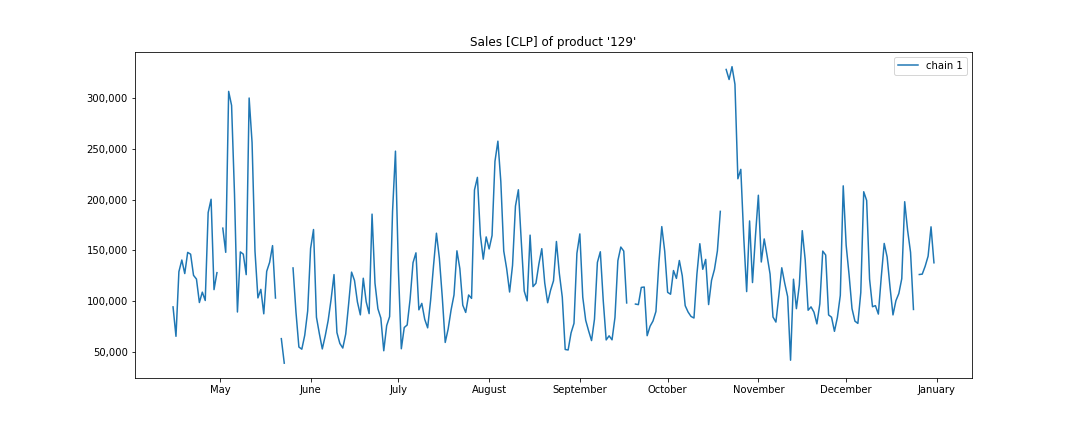 Sales [CLP] of product '129'
chain 1
300,000
250,000
200,000
150,000
100,000
50,000
May June July August September October November December January